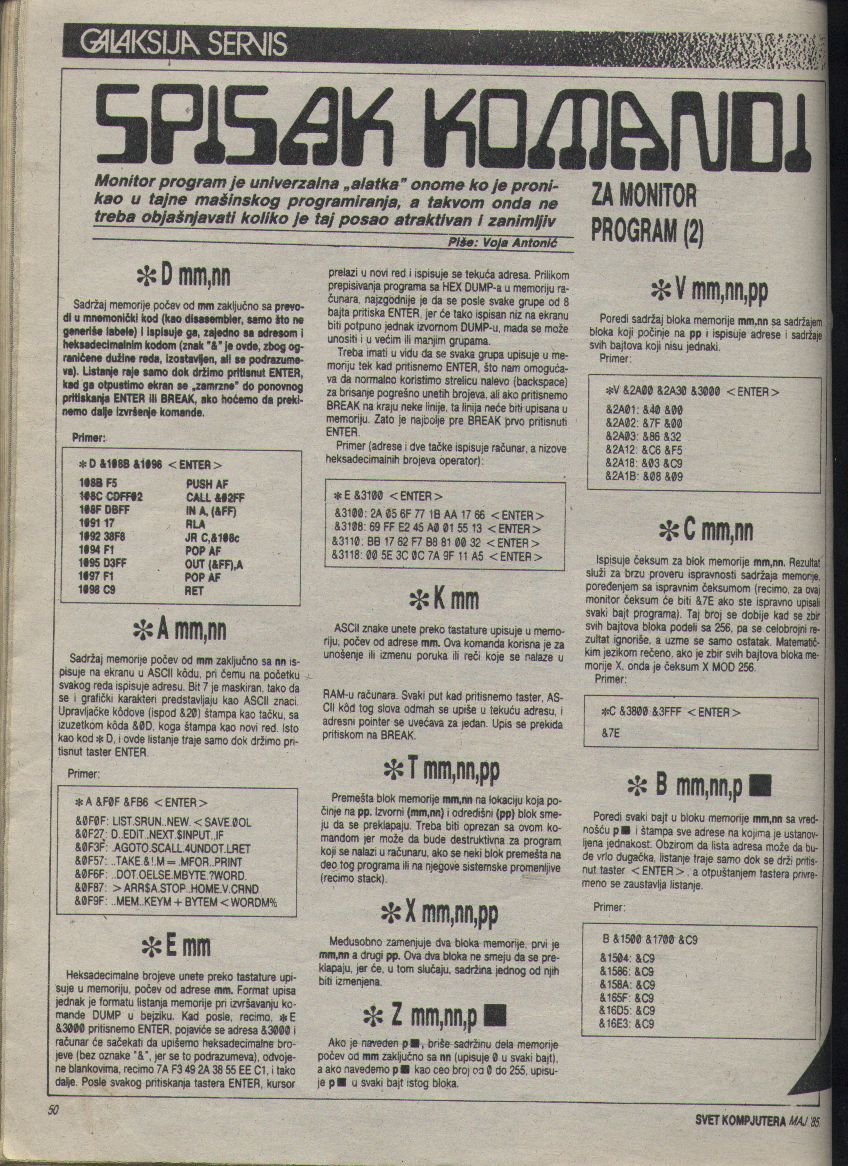 GALAKSIJA SERVIS
SPISAK KOMANDI
Monitor program je univerzalna „alatka" onome ko je proni-
kao u tajne mašinskog programiranja, a takvom onda ne
treba objašnjavati koliko je taj posao atraktivan i zanimljiv
Piše: Voja Antonić
ZA MONITOR
PROGRAM (2)
✻D mm,nn
Sadržaj memorije počev od mm zaključno sa prevo-
di u mnemonički kod (kao disasembler, samo što ne
generiše labele) i ispisuje ga, zajedno sa adresom i
heksadecimalnim kodom (znak "&" je ovde, zbog og-
raničene dužine reda, izostavljen, ali se podrazume-
va). Listanje raje samo dok držimo pritisnut ENTER,
kad ga otpustimo ekran se „zamrzne" do ponovnog
pritiskanja ENTER ili BREAK, ako hoćemo da preki-
nemo dalje izvršenje komande.
Primer:
✻D &108B &1098 < ENTER >
108B F5 PUSH AF
108C CDFF02 CALL &02FF
108F DBFF IN A, (&FF)
1091 17 RLA
1092 38F8 JR C,&108c
1094 F1 POP AF
1095 D3FF OUT (&FF),A
1097 F1 POP AF
1098 C9 RET
✻A mm,nn
Sadržaj memorije počev od mm zaključno sa nn is-
pisuje na ekranu u ASCII kôdu, pri čemu na početku
svakog reda ispisuje adresu. Bit 7 je maskiran, tako da
se i grafički karakteri predstavljaju kao ASCII znaci.
Upravljačke kôdove (ispod &20) štampa kao tačku, sa
izuzetkom kôda &0D, koga štampa kao novi red. Isto
kao kod ✻D, i ovde listanje traje samo dok držimo pri-
tisnut taster ENTER.
Primer:
✻A &F0F &FB6 < ENTER >
&0F0F: LIST.SRUN..NEW. < SAVE.0OL
&0F27: D..EDIT..NEXT.$INPUT..IF
&0F3F: .AGOTO.SCALL.4UNDOT.LRET
&0F57: ..TAKE.&!.M = .MFOR..PRINT
&0F6F: ..DOT.OELSE.MBYTE.?WORD.
&0F87: > ARR$A.STOP..HOME.V.CRND
&0F9F: ..MEM..KEYM + BYTEM < WORDM%
✻E mm
Heksadecimalne brojeve unete preko tastature upi-
suje u memoriju, počev od adrese mm. Format upisa
jednak je formatu listanja memorije pri izvršavanju ko-
mande DUMP u bejziku. Kad posle, recimo, ✻E
&3000 pritisnemo ENTER, pojaviće se adresa &3000 i
računar će sačekati da upišemo heksadecimalne bro-
jeve (bez oznake "&", jer se to podrazumeva), odvoje-
ne blankovima, recimo 7A F3 49 2A 38 55 EE C1, i tako
dalje. Posle svakog pritiskanja tastera ENTER, kursor
prelazi u novi red i ispisuje se tekuća adresa. Prilikom
prepisivanja programa sa HEX DUMP-a u memoriju ra-
čunara, najzgodnije je da se posle svake grupe od 8
bajta pritiska ENTER, jer će tako ispisan niz na ekranu
biti potpuno jednak izvornom DUMP-u, mada se može
unositi i u većim ili manjim grupama.
Treba imati u vidu da se svaka grupa upisuje u me-
moriju tek kad pritisnemo ENTER, što nam omoguća-
va da normalno koristimo strelicu nalevo (backspace)
za brisanje pogrešno unetih brojeva, ali ako pritisnemo
BREAK na kraju neke linije, ta linija neće biti upisana u
memoriju. Zato je najbolje pre BREAK prvo pritisnuti
ENTER.
Primer (adrese i dve tačke ispisuje računar, a nizove
heksadecimalnih brojeva operator):
✻E &3100 < ENTER >
&3100: 2A 05 6F 77 1B AA 17 66 < ENTER >
&3108: 69 FF E2 45 A0 01 55 13 < ENTER >
&3110: BB 17 62 F7 B8 81 00 32 < ENTER >
&3118: 00 5E 3C 0C 7A 9F 11 A5 < ENTER >
✻K mm
ASCII znake unete preko tastature upisuje u memo-
riju, počev od adrese mm. Ova komanda korisna je za
unošenje ili izmenu poruka ili reči koje se nalaze u
RAM-u računara. Svaki put kad pritisnemo taster, AS-
CII kôd tog slova odmah se upiše u tekuću adresu, i
adresni pointer se uvećava za jedan. Upis se prekida
pritiskom na BREAK.
✻T mm,nn,pp
Premešta blok memorije mm,nn na lokaciju koja po-
činje na pp. Izvorni (mm,nn) i odredišni (pp) blok sme-
ju da se preklapaju. Treba biti oprezan sa ovom ko-
mandom jer može da bude destruktivna za program
koji se nalazi u računaru, ako se neki blok premešta na
deo tog programa ili na njegove sistemske promenljive
(recimo stack).
✻X mm,nn,pp
Međusobno zamenjuje dva bloka memorije, prvi je
mm,nn a drugi pp. Ova dva bloka ne smeju da se pre-
klapaju, jer će, u tom slučaju, sadržina jednog od njih
biti izmenjena.
✻Z mm,nn,p ■
Ako je naveden p■, briše sadržinu dela memorije
počev od mm zaključno sa nn (upisuje 0 u svaki bajt),
a ako navedemo p■ kao ceo broj od 0 do 255, upisu-
je p■ u svaki bajt istog bloka.
✻V mm,nn,pp
Poredi sadržaj bloka memorije mm,nn sa sadržajem
bloka koji počinje na pp i ispisuje adrese i sadržaje
svih bajtova koji nisu jednaki.
Primer:
✻V &2A00 &2A30 &3000 < ENTER >
&2A01: &40 &00
&2A02: &7F &00
&2A03: &86 &32
&2A12: &C6 &F5
&2A18: &03 &C9
&2A1B: &08 &09
✻C mm,nn
Ispisuje čeksum za blok memorije mm,nn. Rezultat
služi za brzu proveru ispravnosti sadržaja memorije,
poređenjem sa ispravnim čeksumom (recimo, za ovaj
monitor čeksum će biti &7E ako ste ispravno upisali
svaki bajt programa). Taj broj se dobije kad se zbir
svih bajtova bloka podeli sa 256, pa se celobrojni re-
zultat ignoriše, a uzme se samo ostatak. Matematič-
kim jezikom rečeno, ako je zbir svih bajtova bloka me-
morije X, onda je čeksum X MOD 256.
Primer:
✻C &3800 &3FFF < ENTER >
&7E
✻B mm,nn,p ■
Poredi svaki bajt u bloku memorije mm,nn sa vred-
nošću p■ i štampa sve adrese na kojima je ustanov-
ljena jednakost. Obzirom da lista adresa može da bu-
de vrlo dugačka, listanje traje samo dok se drži pritis-
nut taster < ENTER >, a otpuštanjem tastera privre-
meno se zaustavlja listanje.
Primer:
B &1500 &1700 &C9
&1504: &C9
&1586: &C9
&158A: &C9
&165F: &C9
&16D5: &C9
&16E3: &C9
50
SVET KOMPJUTERA MAJ '85